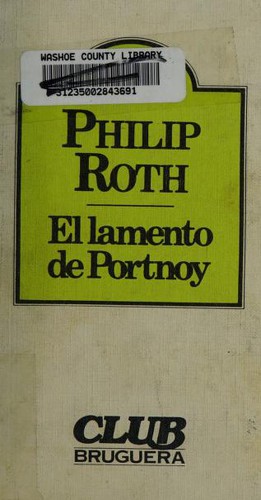 WASHOE COUNTY LIBRARY
31235002843691
PHILIP
ROTH
El lamento
de Portnoy
CLUB
BRUGUERA